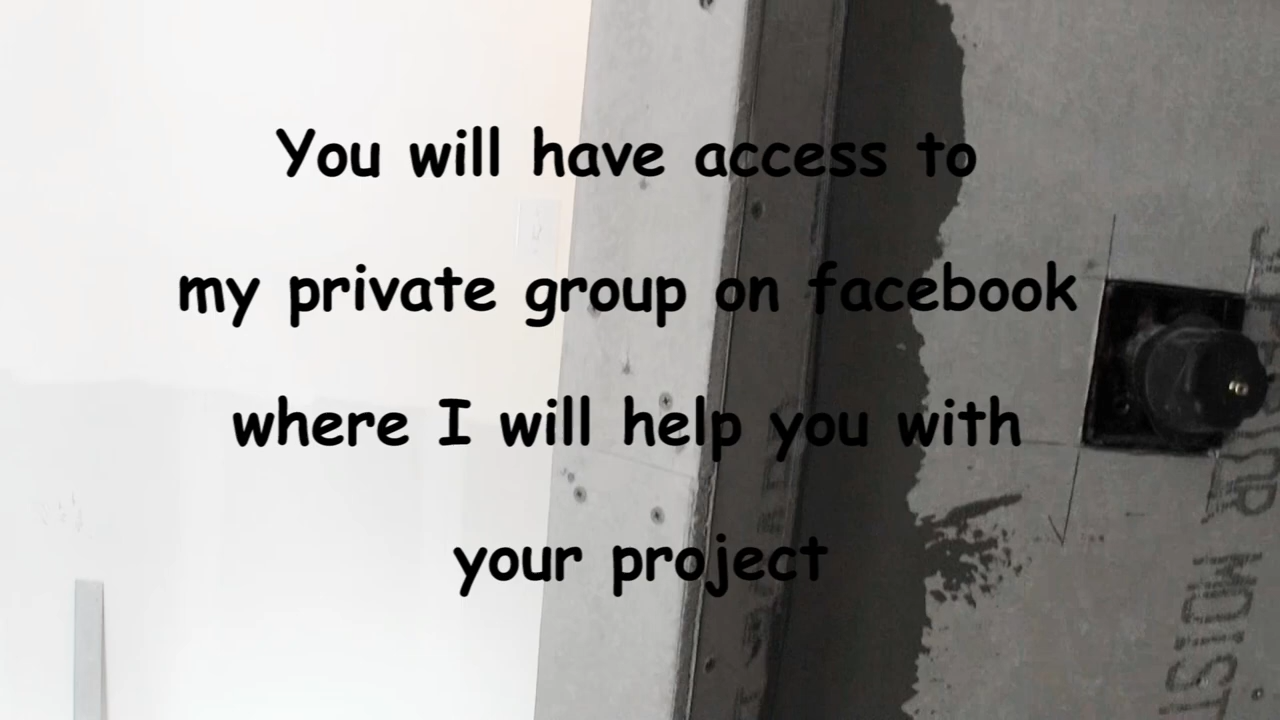 You will have access to
my private group on facebook
where I will help you with
your project